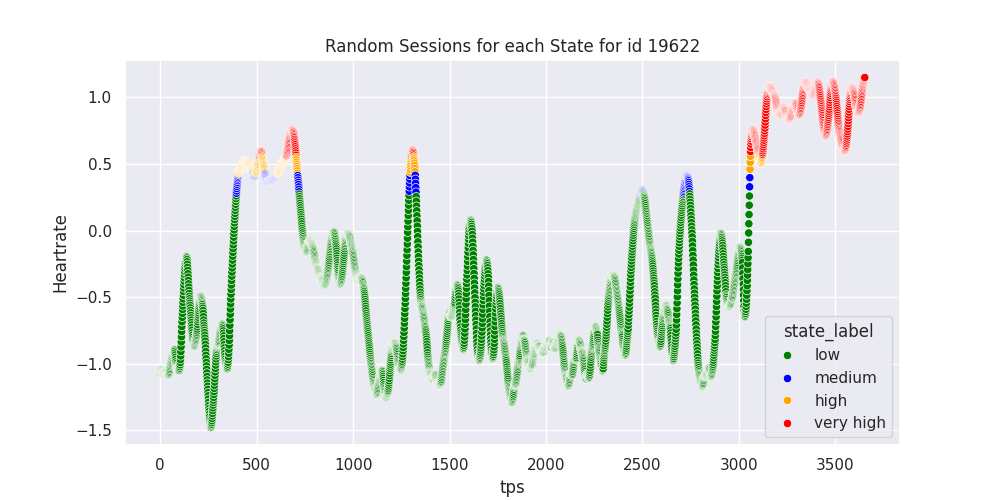 Random Sessions for each State for id 19622
Heartrate
1.0
0.5
0.0
−0.5
−1.0
−1.5
0 500 1000 1500 2000 2500 3000 3500
tps
state_label
low
medium
high
very high